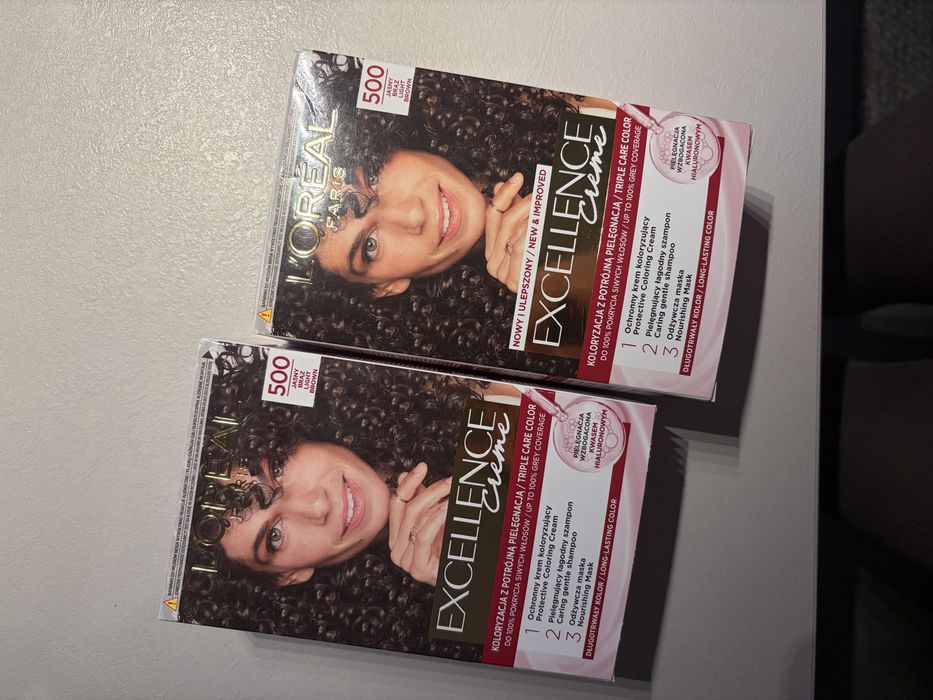 L'ORÉAL
PARIS
500
JASNY
BRĄZ
LIGHT
BROWN
NOWY I ULEPSZONY / NEW & IMPROVED
EXCELLENCE
Creme
KOLORYZACJA Z POTRÓJNĄ PIELĘGNACJĄ / TRIPLE CARE COLOR
DO 100% POKRYCIA SIWYCH WŁOSÓW / UP TO 100% GREY COVERAGE
1 Ochronny krem koloryzujący
Protective Coloring Cream
2 Pielęgnujący łagodny szampon
Caring gentle shampoo
3 Odżywcza maska
Nourishing Mask
PIELĘGNACJA
WZBOGACONA
KWASEM
HIALURONOWYM
DŁUGOTRWAŁY KOLOR / LONG-LASTING COLOR
L'ORÉAL
PARIS
500
JASNY
BRĄZ
LIGHT
BROWN
EXCELLENCE
Creme
KOLORYZACJA Z POTRÓJNĄ PIELĘGNACJĄ / TRIPLE CARE COLOR
DO 100% POKRYCIA SIWYCH WŁOSÓW / UP TO 100% GREY COVERAGE
1 Ochronny krem koloryzujący
Protective Coloring Cream
2 Pielęgnujący łagodny szampon
Caring gentle shampoo
3 Odżywcza maska
Nourishing Mask
PIELĘGNACJA
WZBOGACONA
KWASEM
HIALURONOWYM
DŁUGOTRWAŁY KOLOR / LONG-LASTING COLOR